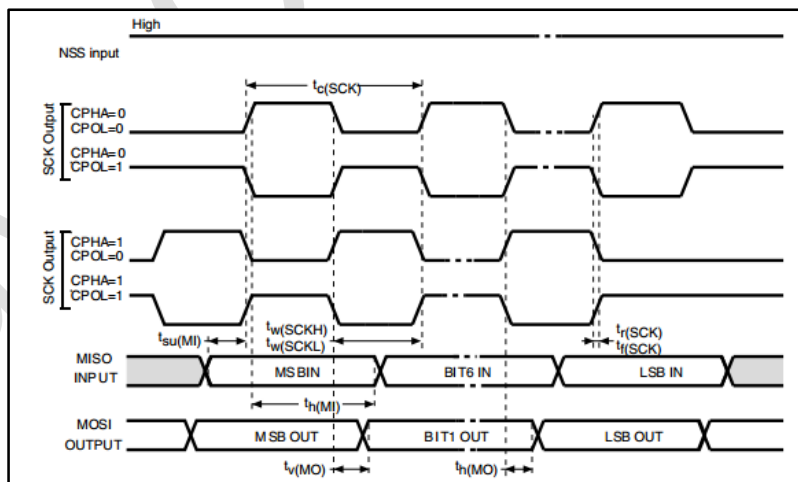 High
NSS input
tc(SCK)
SCK Output
CPHA=0
CPOL=0
CPHA=0
CPOL=1
SCK Output
CPHA=1
CPOL=0
CPHA=1
CPOL=1
tsu(MI)
tw(SCKH)
tw(SCKL)
tr(SCK)
tf(SCK)
MISO
INPUT
MSBIN
BIT6 IN
LSB IN
th(MI)
MOSI
OUTPUT
MSB OUT
BIT1 OUT
LSB OUT
tv(MO)
th(MO)